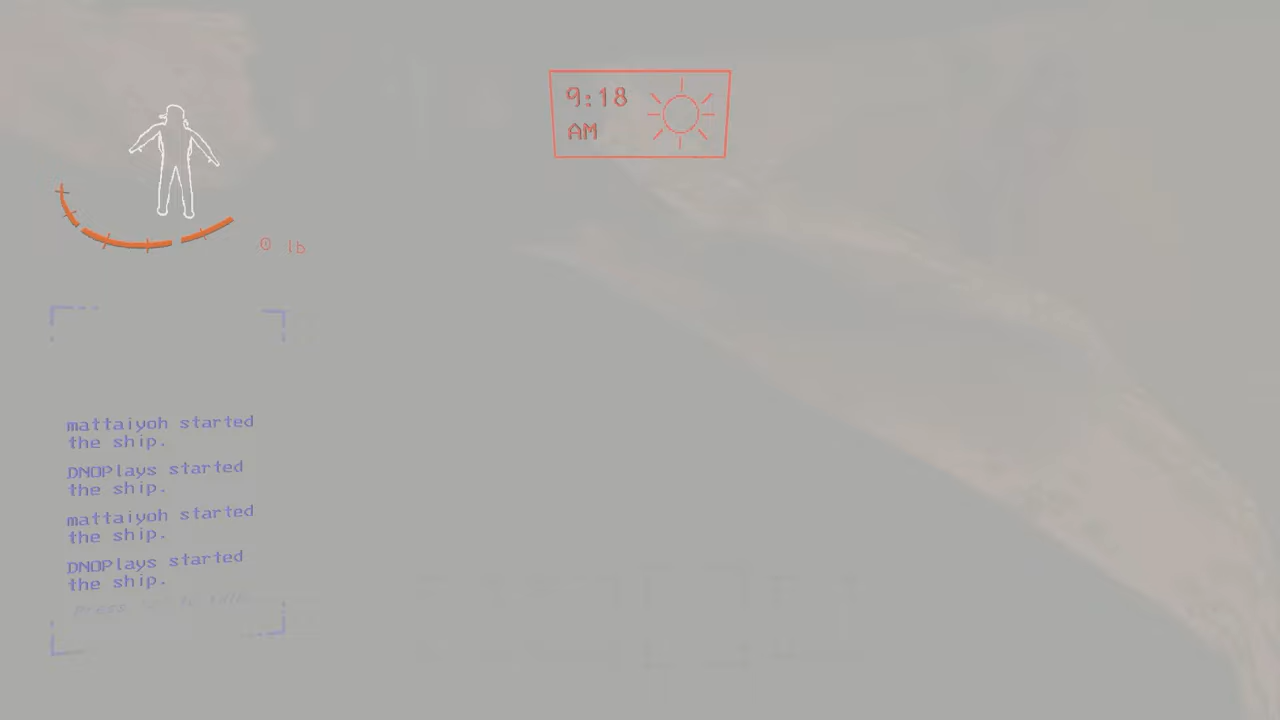 9:18
AM
0 lb
mattaiyoh started
the ship.
DNOPlays started
the ship.
mattaiyoh started
the ship.
DNOPlays started
the ship.